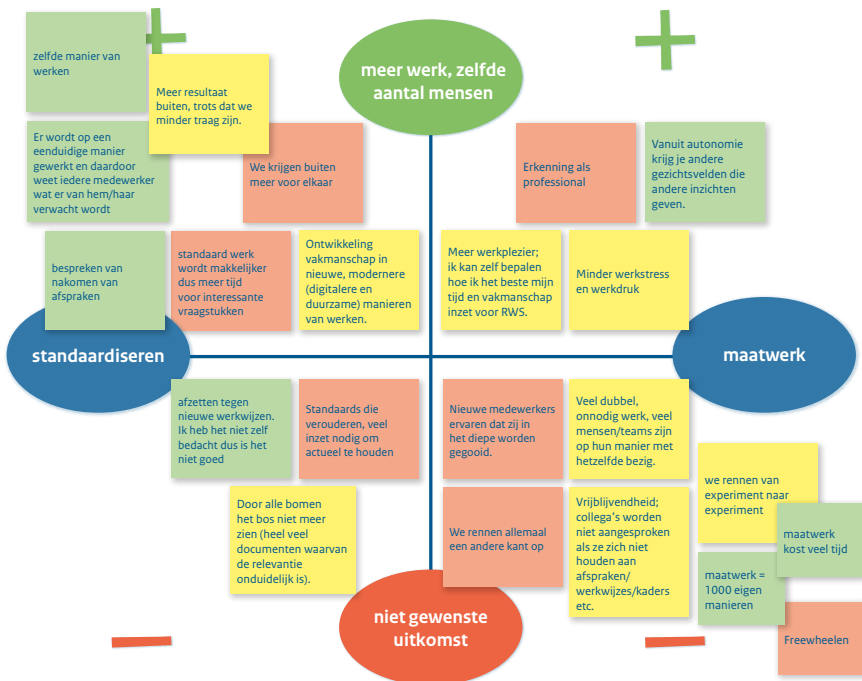 zelfde manier van
werken
Meer resultaat
buiten, trots dat we
minder traag zijn.
meer werk, zelfde
aantal mensen
Er wordt op een
eenduidige manier
gewerkt en daardoor
weet iedere medewerker
wat er van hem/haar
verwacht wordt
We krijgen buiten
meer voor elkaar
Erkenning als
professional
Vanuit autonomie
krijg je andere
gezichtsvelden die
andere inzichten
geven.
bespreken van
nakomen van
afspraken
standaard werk
wordt makkelijker
dus meer tijd
voor interessante
vraagstukken
Ontwikkeling
vakmanschap in
nieuwe, modernere
(digitalere en
duurzame) manieren
van werken.
Meer werkplezier;
ik kan zelf bepalen
hoe ik het beste mijn
tijd en vakmanschap
inzet voor RWS.
Minder werkstress
en werkdruk
standaardiseren
maatwerk
afzetten tegen
nieuwe werkwijzen.
Ik heb het niet zelf
bedacht dus is het
niet goed
Standaards die
verouderen, veel
inzet nodig om
actueel te houden
Nieuwe medewerkers
ervaren dat zij in
het diepe worden
gegooid.
Veel dubbel,
onnodig werk, veel
mensen/teams zijn
op hun manier met
hetzelfde bezig.
we rennen van
experiment naar
experiment
Door alle bomen
het bos niet meer
zien (heel veel
documenten waarvan
de relevantie
onduidelijk is).
We rennen allemaal
een andere kant op
Vrijblijvendheid;
collega's worden
niet aangesproken
als ze zich niet
houden aan
afspraken/
werkwijzes/kaders
etc.
maatwerk
kost veel tijd
maatwerk =
1000 eigen
manieren
niet gewenste
uitkomst
Freewheelen